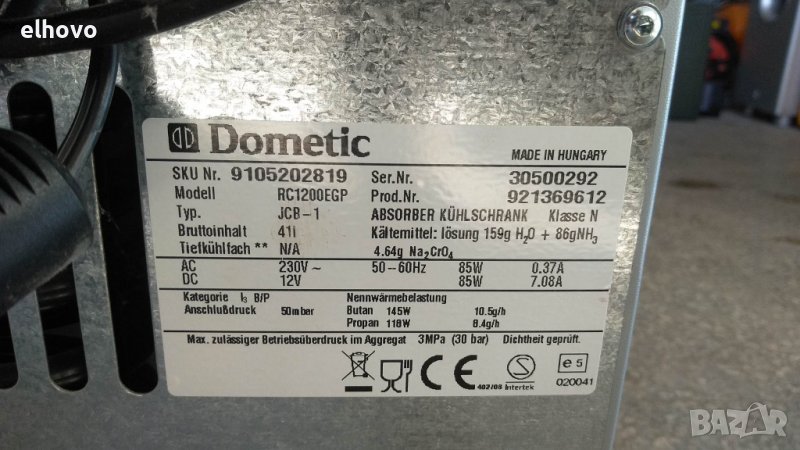 elhovo
Dometic
MADE IN HUNGARY
SKU Nr. 9105202819 Ser.Nr. 30500292
Modell RC1200EGP Prod.Nr. 921369612
Typ. JCB-1 ABSORBER KÜHLSCHRANK Klasse N
Bruttoinhalt 41l Kältemittel: lösung 159g H₂O + 86gNH₃
Tiefkühlfach ** N/A 4.64g Na₂CrO₄
AC 230V~ 50-60Hz 85W 0.37A
DC 12V 85W 7.08A
Kategorie I₃ B/P Nennwärmebelastung
Anschlußdruck 50mbar Butan 145W 10.5g/h
Propan 118W 8.4g/h
Max. zulässiger Betriebsüberdruck im Aggregat 3MPa (30 bar) Dichtheit geprüft.
CE S e5
402/08 Intertek 020041
BAZAR